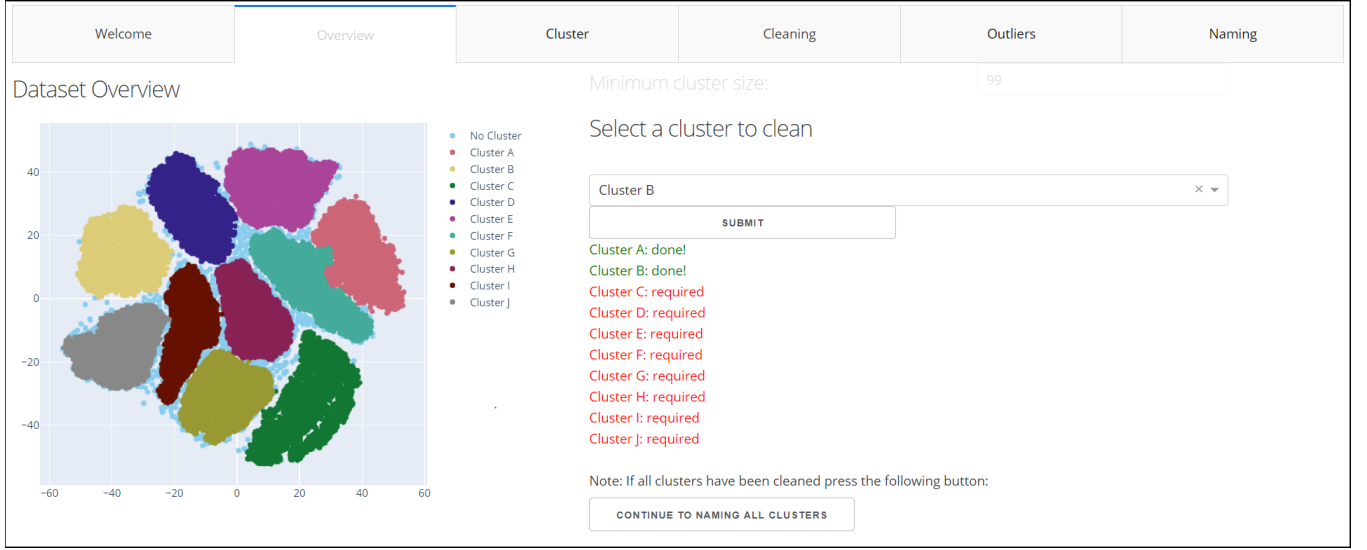 Welcome
Overview
Cluster
Cleaning
Outliers
Naming
Dataset Overview
40
20
0
−20
−40
−60
−40
−20
0
20
40
60
No Cluster
Cluster A
Cluster B
Cluster C
Cluster D
Cluster E
Cluster F
Cluster G
Cluster H
Cluster I
Cluster J
Minimum cluster size:
99
Select a cluster to clean
Cluster B
SUBMIT
Cluster A: done!
Cluster B: done!
Cluster C: required
Cluster D: required
Cluster E: required
Cluster F: required
Cluster G: required
Cluster H: required
Cluster I: required
Cluster J: required
Note: If all clusters have been cleaned press the following button:
CONTINUE TO NAMING ALL CLUSTERS